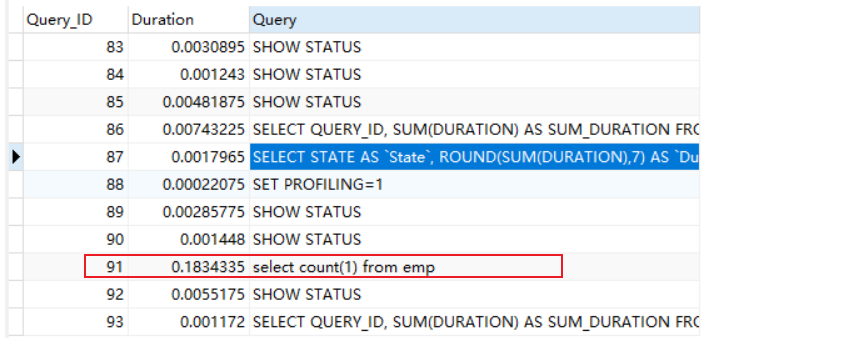 Query_ID Duration Query
83 0.0030895 SHOW STATUS
84 0.001243 SHOW STATUS
85 0.00481875 SHOW STATUS
86 0.00743225 SELECT QUERY_ID, SUM(DURATION) AS SUM_DURATION FRO
87 0.0017965 SELECT STATE AS `State`, ROUND(SUM(DURATION),7) AS `Du
88 0.00022075 SET PROFILING=1
89 0.00285775 SHOW STATUS
90 0.001448 SHOW STATUS
91 0.1834335 select count(1) from emp
92 0.0055175 SHOW STATUS
93 0.001172 SELECT QUERY_ID, SUM(DURATION) AS SUM_DURATION FRO